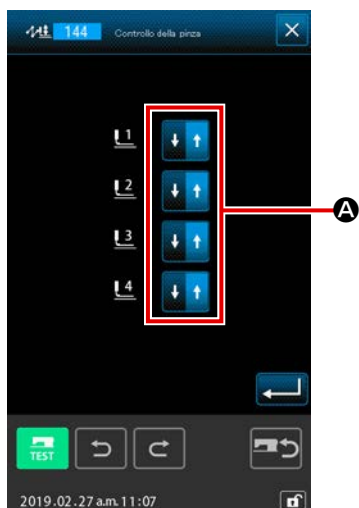 144 Controllo della pinza
1
2
3
A
4
TEST
2019.02.27 a.m.11:07